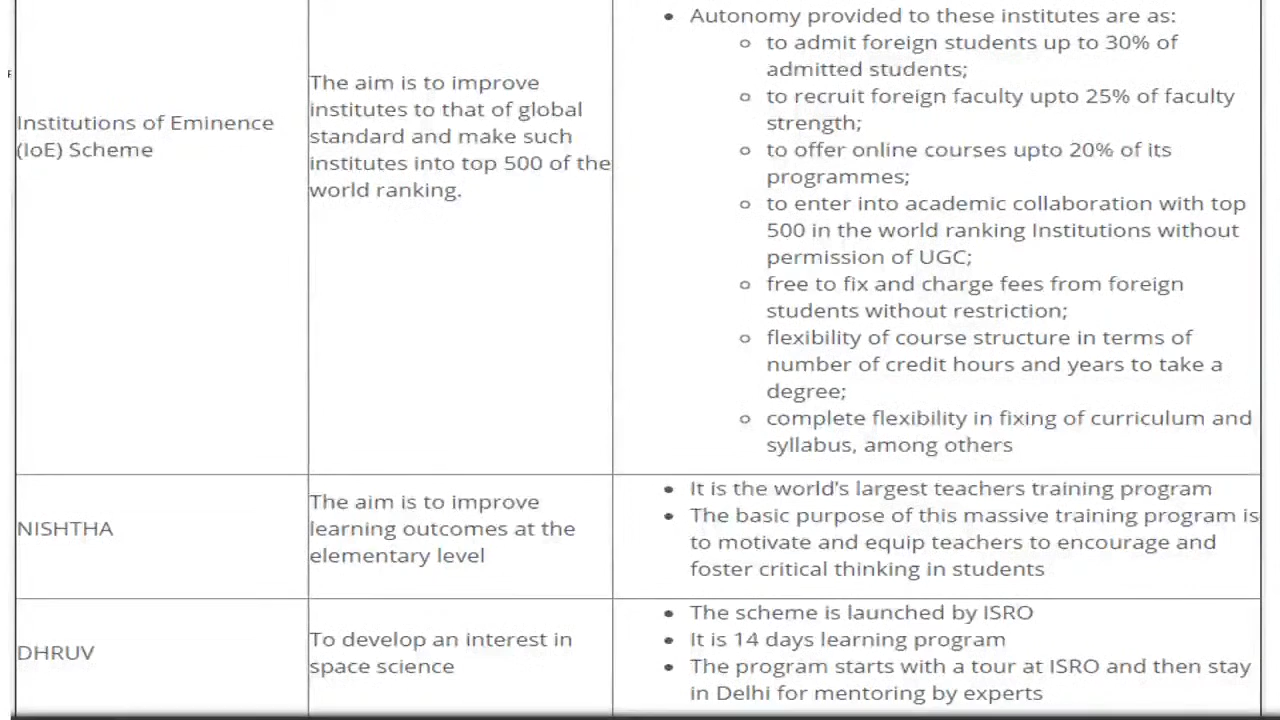 Institutions of Eminence
(IoE) Scheme
The aim is to improve
institutes to that of global
standard and make such
institutes into top 500 of the
world ranking.
Autonomy provided to these institutes are as:
to admit foreign students up to 30% of
admitted students;
to recruit foreign faculty upto 25% of faculty
strength;
to offer online courses upto 20% of its
programmes;
to enter into academic collaboration with top
500 in the world ranking Institutions without
permission of UGC;
free to fix and charge fees from foreign
students without restriction;
flexibility of course structure in terms of
number of credit hours and years to take a
degree;
complete flexibility in fixing of curriculum and
syllabus, among others
NISHTHA
The aim is to improve
learning outcomes at the
elementary level
It is the world's largest teachers training program
The basic purpose of this massive training program is
to motivate and equip teachers to encourage and
foster critical thinking in students
DHRUV
To develop an interest in
space science
The scheme is launched by ISRO
It is 14 days learning program
The program starts with a tour at ISRO and then stay
in Delhi for mentoring by experts